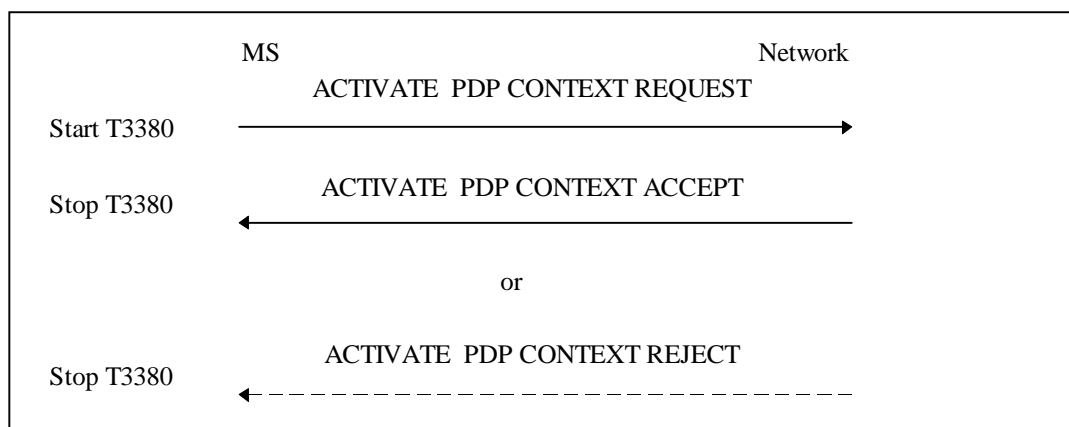 MS Network
ACTIVATE PDP CONTEXT REQUEST
Start T3380
ACTIVATE PDP CONTEXT ACCEPT
Stop T3380
or
ACTIVATE PDP CONTEXT REJECT
Stop T3380